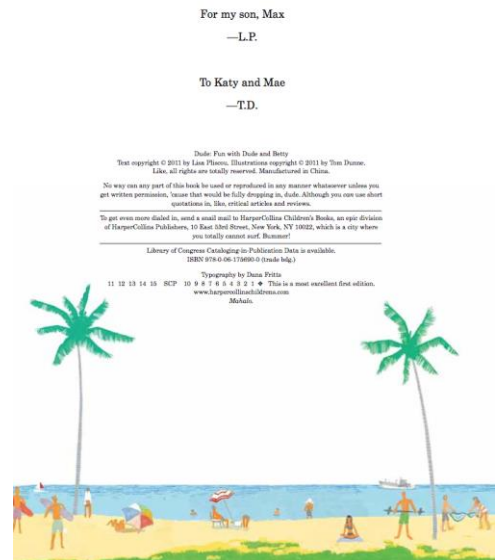 For my son, Max
—L.P.
To Katy and Mae
—T.D.
Dude: Fun with Dude and Betty
Text copyright © 2011 by Lisa Pliscou. Illustrations copyright © 2011 by Tom Dunne.
Like, all rights are totally reserved. Manufactured in China.
No way can any part of this book be used or reproduced in any manner whatsoever unless you
get written permission, 'cause that would be fully dropping in, dude. Although you can use short
quotations in, like, critical articles and reviews.
To get even more dialed in, send a snail mail to HarperCollins Children's Books, an epic division
of HarperCollins Publishers, 10 East 53rd Street, New York, NY 10022, which is a city where
you totally cannot surf. Bummer!
Library of Congress Cataloging-in-Publication Data is available.
ISBN 978-0-06-175690-0 (trade bdg.)
Typography by Dana Fritts
11 12 13 14 15 SCP 10 9 8 7 6 5 4 3 2 1 ❖ This is a most excellent first edition.
www.harpercollinschildrens.com
Mahalo.